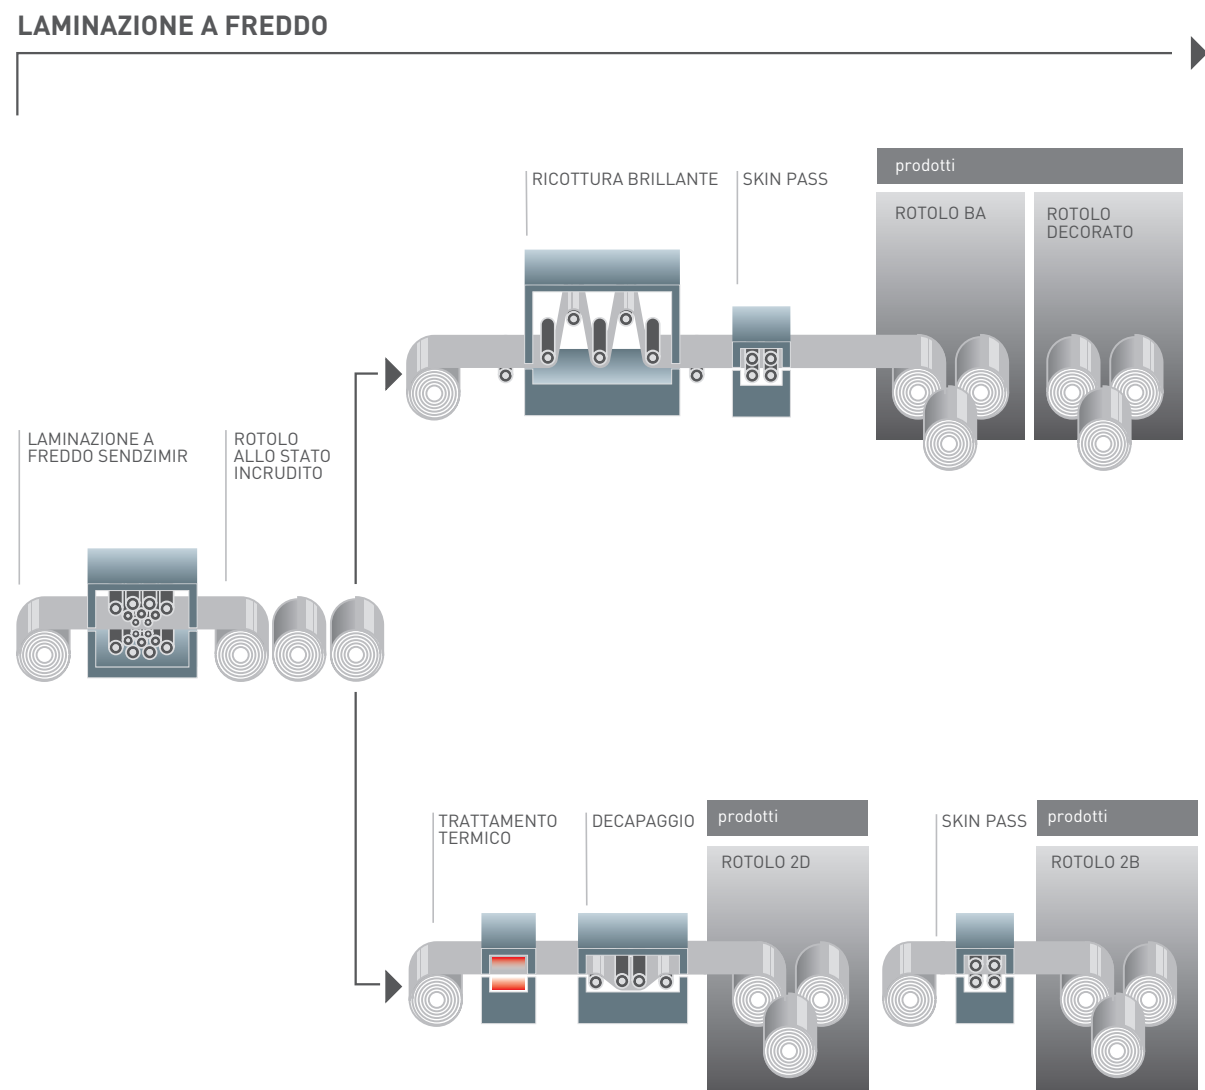 LAMINAZIONE A FREDDO
RICOTTURA BRILLANTE
SKIN PASS
prodotti
ROTOLO BA
ROTOLO
DECORATO
LAMINAZIONE A
FREDDO SENDZIMIR
ROTOLO
ALLO STATO
INCRUDITO
TRATTAMENTO
TERMICO
DECAPAGGIO
prodotti
ROTOLO 2D
SKIN PASS
prodotti
ROTOLO 2B